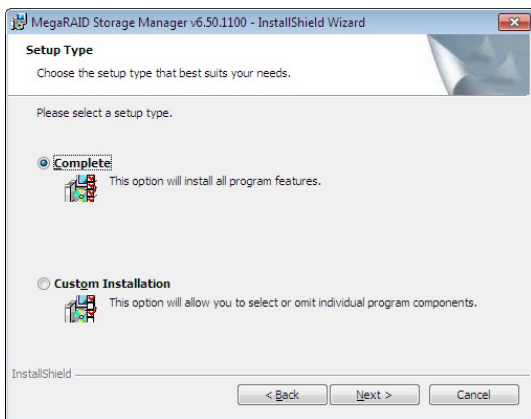 MegaRAID Storage Manager v6.50.1100 - InstallShield Wizard
Setup Type
Choose the setup type that best suits your needs.
Please select a setup type.
Complete
This option will install all program features.
Custom Installation
This option will allow you to select or omit individual program components.
InstallShield
< Back Next > Cancel